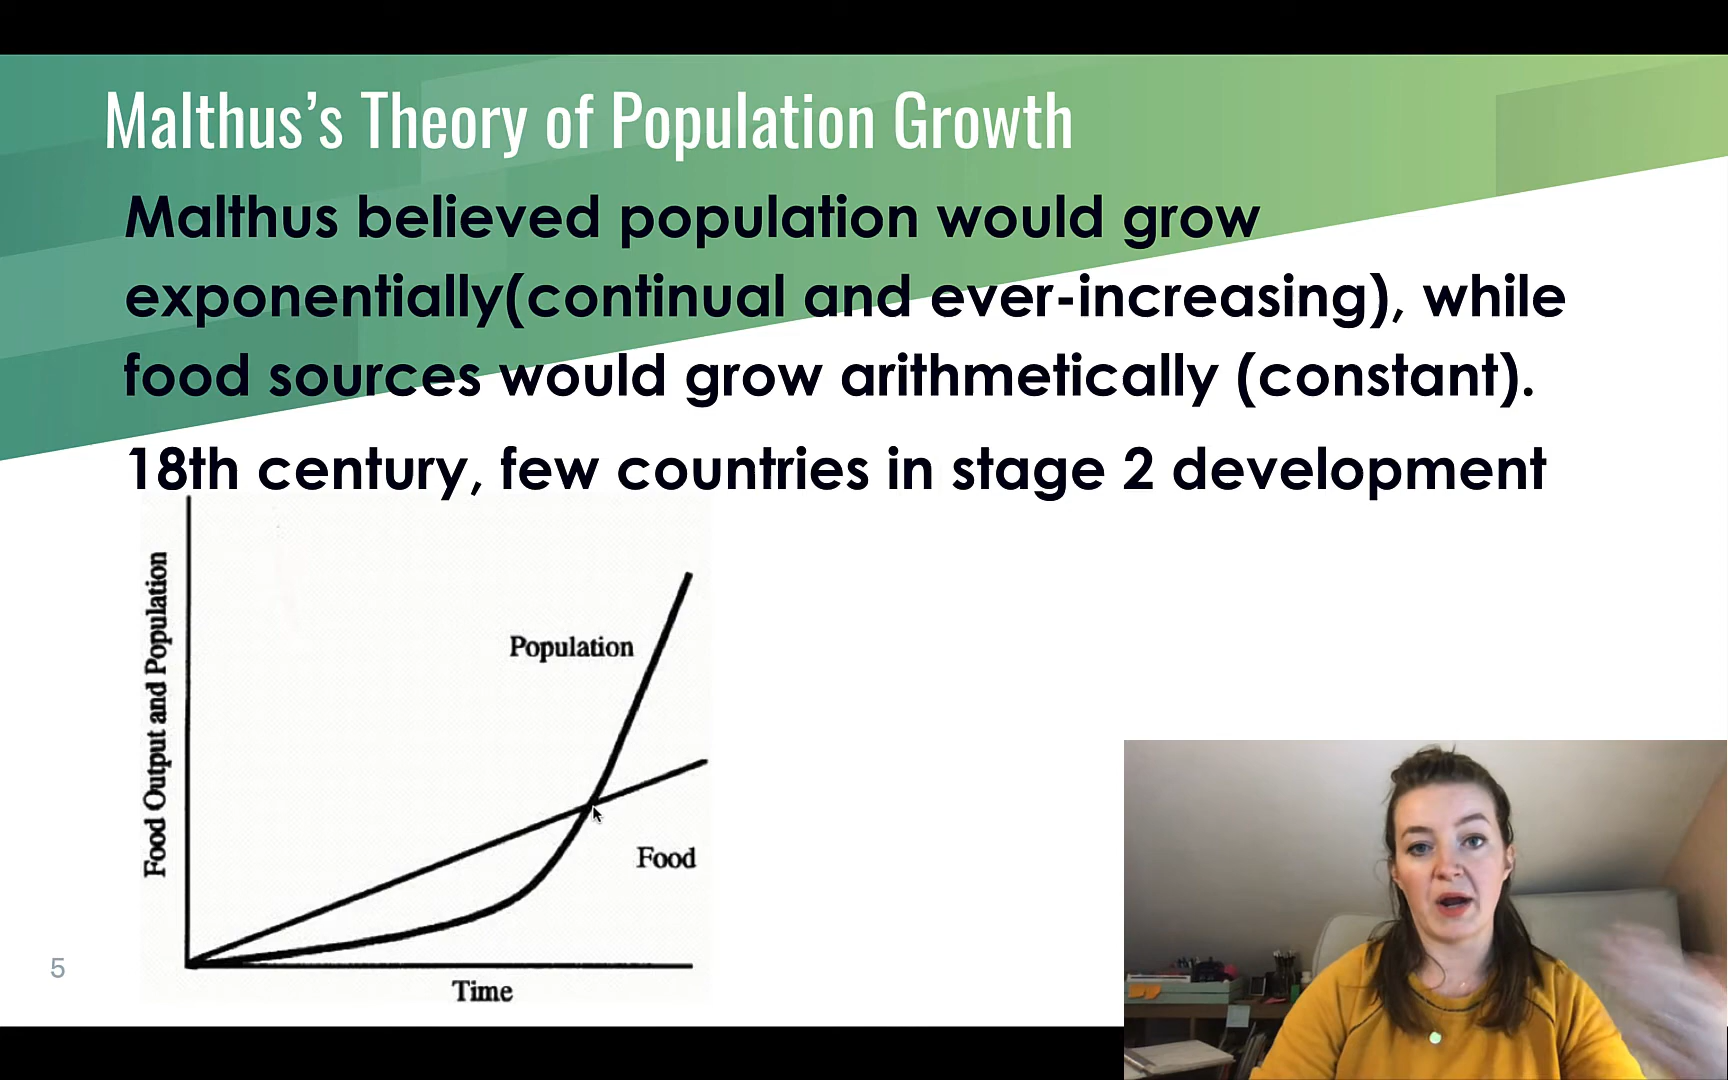 Malthus’s Theory of Population Growth
Malthus believed population would grow
exponentially(continual and ever-increasing), while
food sources would grow arithmetically (constant).
18th century, few countries in stage 2 development
Food Output and Population
Population
Food
Time
5